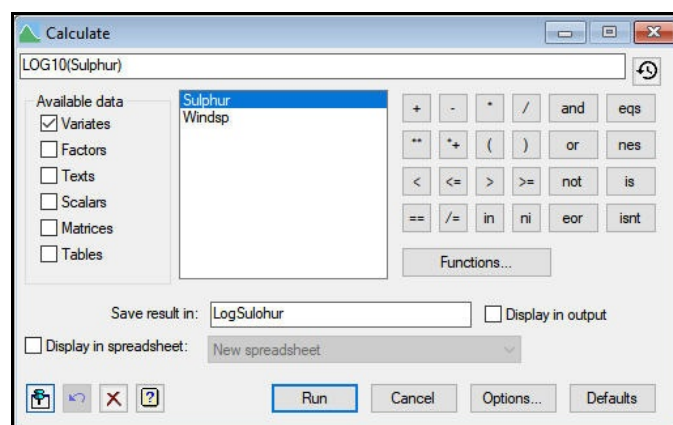 Calculate
LOG10(Sulphur)
Available data
Variates
Factors
Texts
Scalars
Matrices
Tables
Sulphur
Windsp
+ - * / and eqs
** *+ ( ) or nes
< <= > >= not is
== /= in ni eor isnt
Functions...
Save result in: LogSulohur Display in output
Display in spreadsheet: New spreadsheet
? Run Cancel Options... Defaults